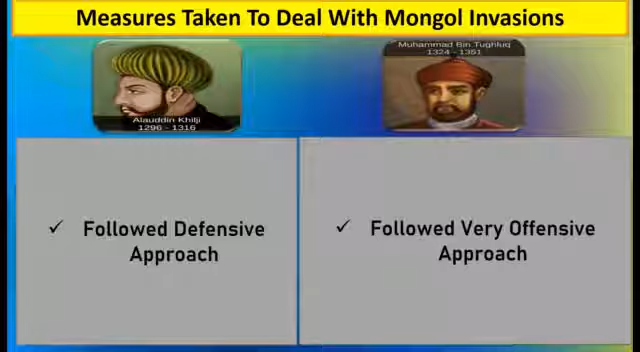 Measures Taken To Deal With Mongol Invasions
Alauddin Khilji
1296 - 1316
Muhammad Bin Tughluq
1324 - 1351
✓ Followed Defensive
Approach
✓ Followed Very Offensive
Approach